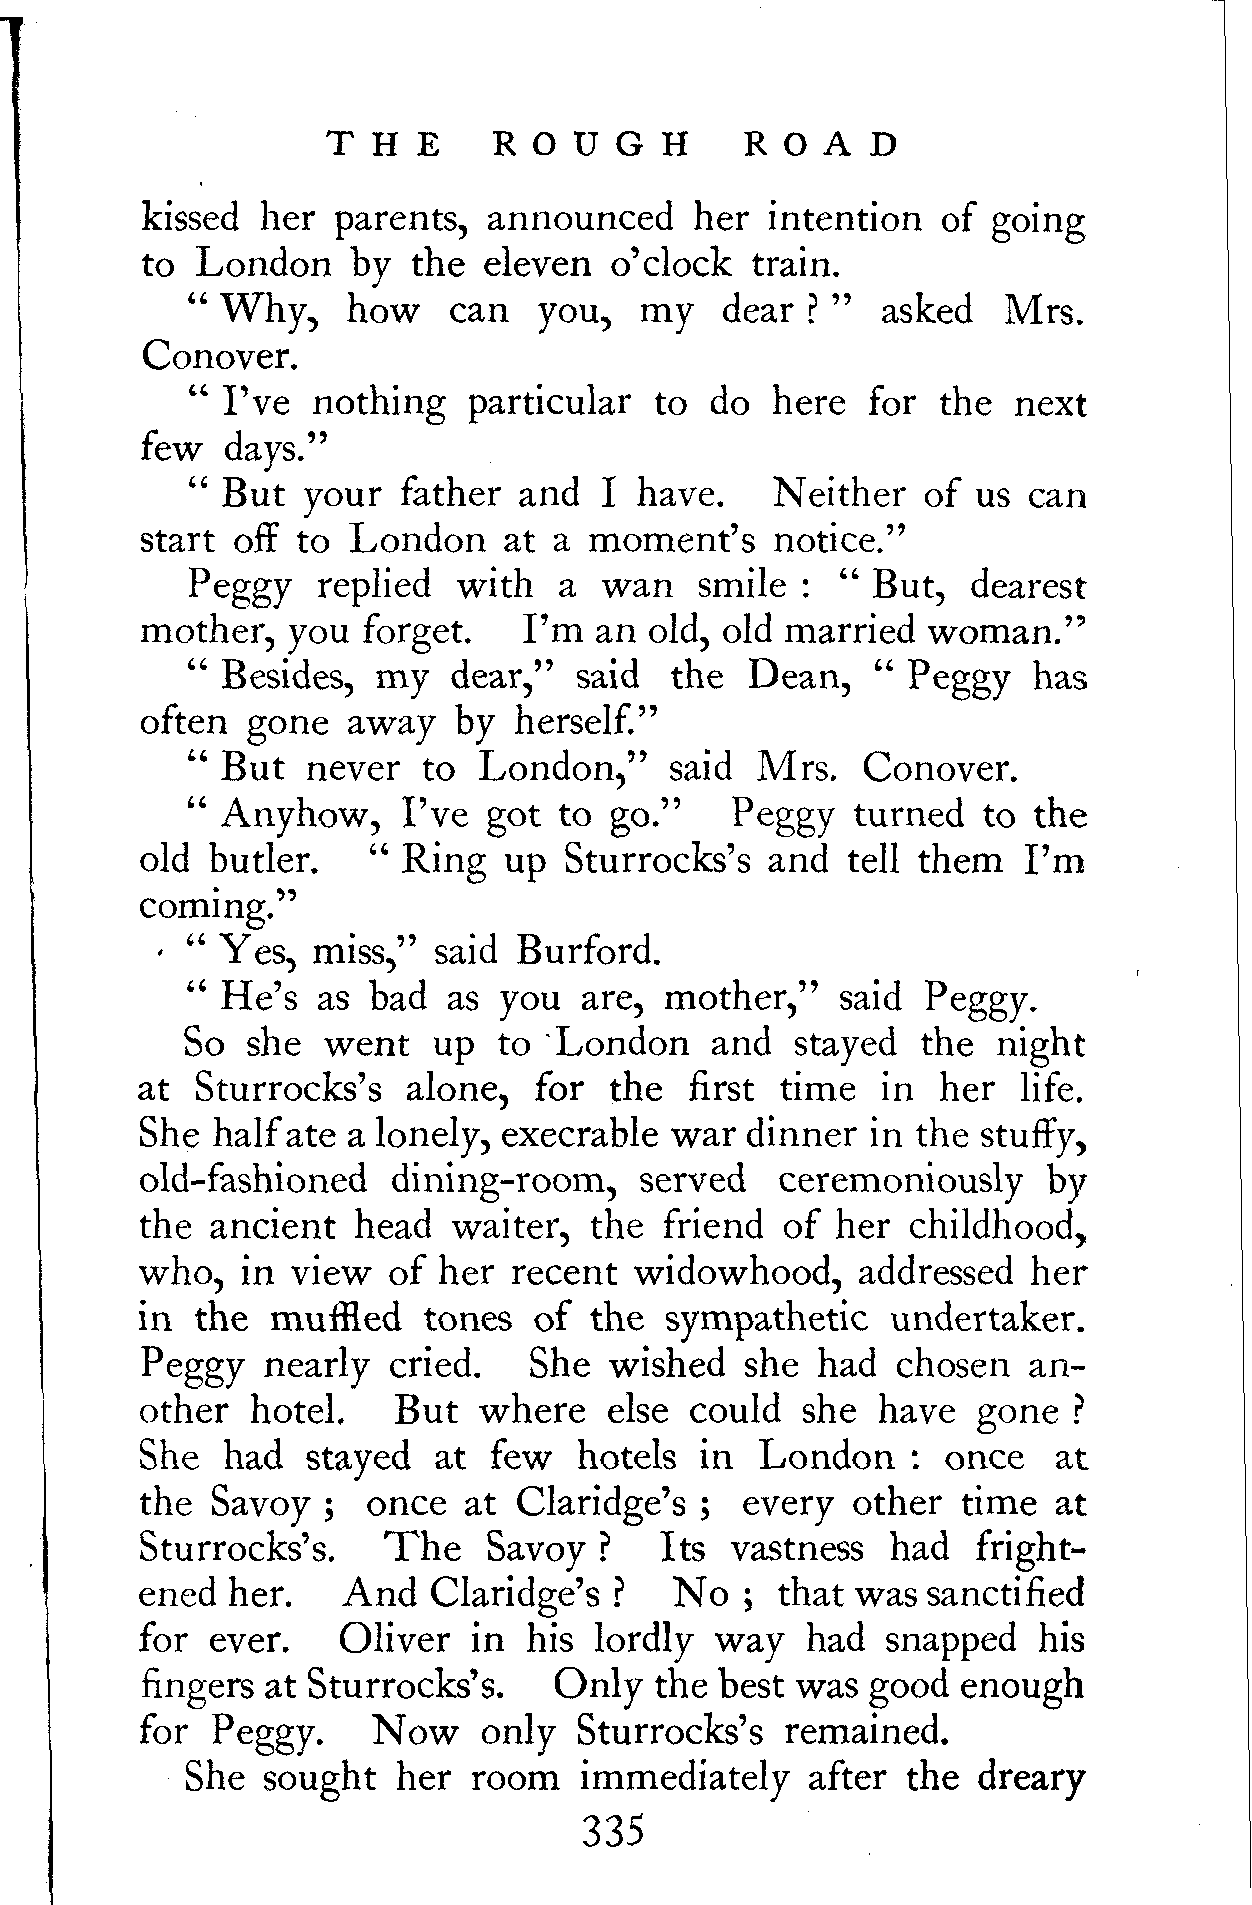 THE ROUGH ROAD
kissed her parents, announced her intention of going
to London by the eleven o'clock train.
“ Why, how can you, my dear ? ” asked Mrs.
Conover.
“ I've nothing particular to do here for the next
few days.”
“ But your father and I have. Neither of us can
start off to London at a moment's notice.”
Peggy replied with a wan smile : “ But, dearest
mother, you forget. I'm an old, old married woman.”
“ Besides, my dear,” said the Dean, “ Peggy has
often gone away by herself.”
“ But never to London,” said Mrs. Conover.
“ Anyhow, I've got to go.” Peggy turned to the
old butler. “ Ring up Sturrocks's and tell them I'm
coming.”
“ Yes, miss,” said Burford.
“ He's as bad as you are, mother,” said Peggy.
So she went up to London and stayed the night
at Sturrocks's alone, for the first time in her life.
She half ate a lonely, execrable war dinner in the stuffy,
old-fashioned dining-room, served ceremoniously by
the ancient head waiter, the friend of her childhood,
who, in view of her recent widowhood, addressed her
in the muffled tones of the sympathetic undertaker.
Peggy nearly cried. She wished she had chosen an-
other hotel. But where else could she have gone ?
She had stayed at few hotels in London : once at
the Savoy ; once at Claridge's ; every other time at
Sturrocks's. The Savoy ? Its vastness had fright-
ened her. And Claridge's ? No ; that was sanctified
for ever. Oliver in his lordly way had snapped his
fingers at Sturrocks's. Only the best was good enough
for Peggy. Now only Sturrocks's remained.
She sought her room immediately after the dreary
335